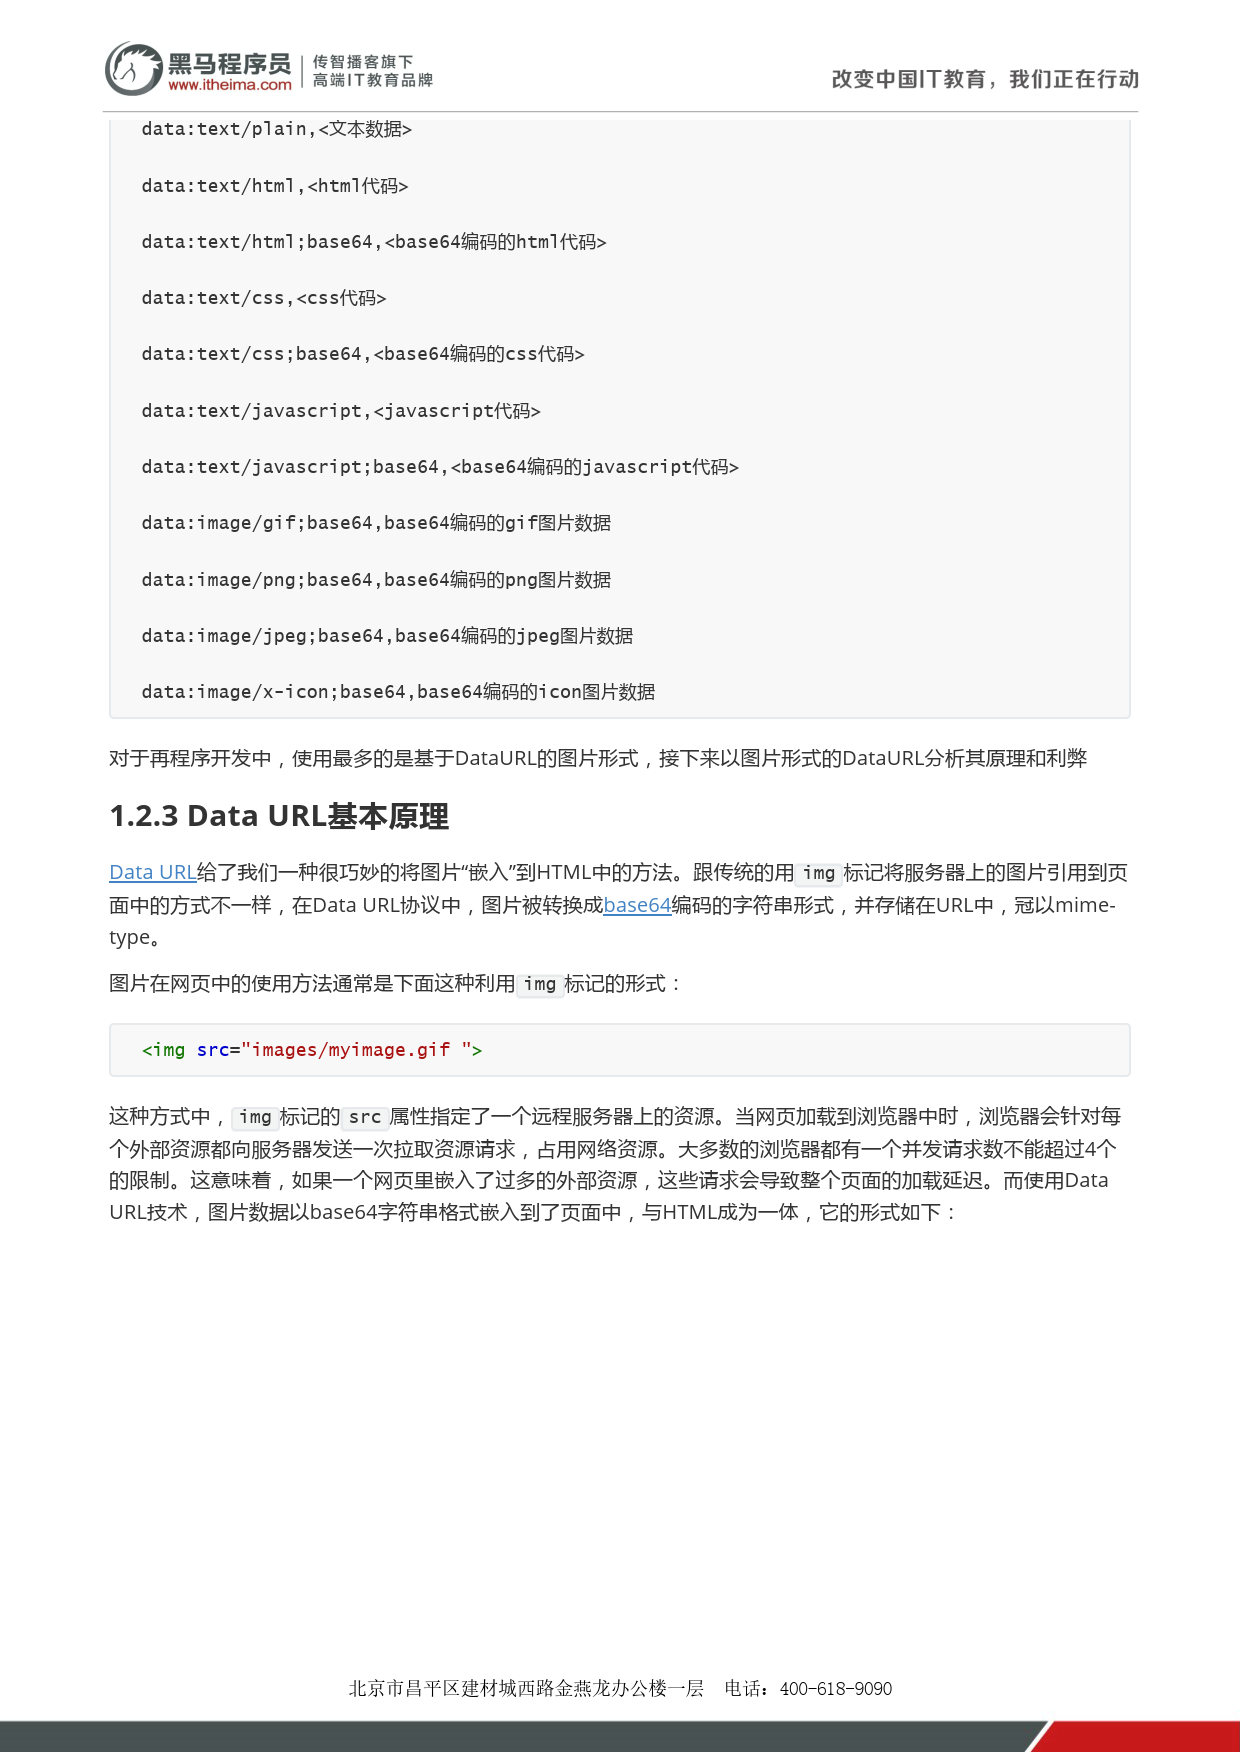 黑马程序员
www.itheima.com
传智播客旗下
高端IT教育品牌
改变中国IT教育，我们正在行动
data:text/plain,<文本数据>
data:text/html,<html代码>
data:text/html;base64,<base64编码的html代码>
data:text/css,<css代码>
data:text/css;base64,<base64编码的css代码>
data:text/javascript,<javascript代码>
data:text/javascript;base64,<base64编码的javascript代码>
data:image/gif;base64,base64编码的gif图片数据
data:image/png;base64,base64编码的png图片数据
data:image/jpeg;base64,base64编码的jpeg图片数据
data:image/x-icon;base64,base64编码的icon图片数据
对于再程序开发中，使用最多的是基于DataURL的图片形式，接下来以图片形式的DataURL分析其原理和利弊
1.2.3 Data URL基本原理
Data URL给了我们一种很巧妙的将图片“嵌入”到HTML中的方法。跟传统的用 img 标记将服务器上的图片引用到页
面中的方式不一样，在Data URL协议中，图片被转换成base64编码的字符串形式，并存储在URL中，冠以mime-
type。
图片在网页中的使用方法通常是下面这种利用 img 标记的形式：
<img src="images/myimage.gif ">
这种方式中， img 标记的 src 属性指定了一个远程服务器上的资源。当网页加载到浏览器中时，浏览器会针对每
个外部资源都向服务器发送一次拉取资源请求，占用网络资源。大多数的浏览器都有一个并发请求数不能超过4个
的限制。这意味着，如果一个网页里嵌入了过多的外部资源，这些请求会导致整个页面的加载延迟。而使用Data
URL技术，图片数据以base64字符串格式嵌入到了页面中，与HTML成为一体，它的形式如下：
北京市昌平区建材城西路金燕龙办公楼一层 电话：400-618-9090